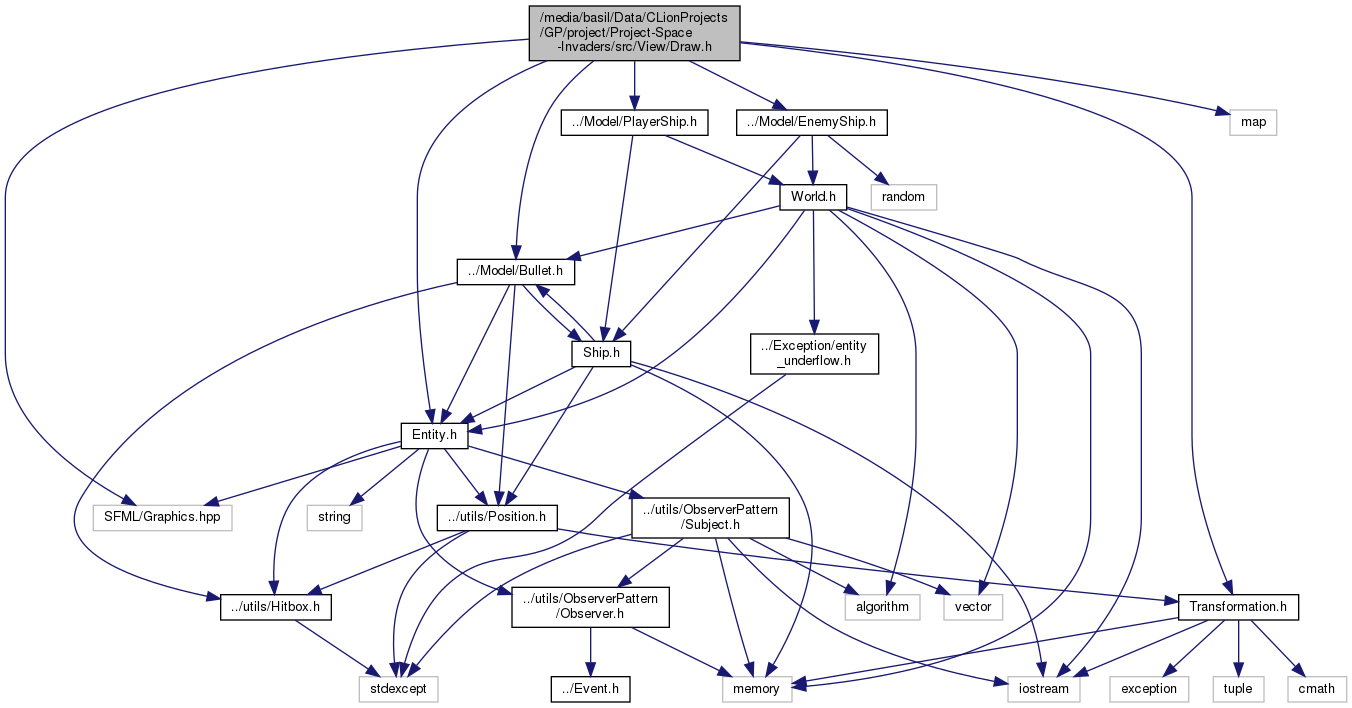 /media/basil/Data/CLionProjects
/GP/project/Project-Space
-Invaders/src/View/Draw.h
../Model/PlayerShip.h
../Model/EnemyShip.h
map
World.h
random
../Model/Bullet.h
Ship.h
../Exception/entity
_underflow.h
Entity.h
SFML/Graphics.hpp
string
../utils/Position.h
../utils/ObserverPattern
/Subject.h
../utils/Hitbox.h
../utils/ObserverPattern
/Observer.h
algorithm
vector
Transformation.h
stdexcept
../Event.h
memory
iostream
exception
tuple
cmath